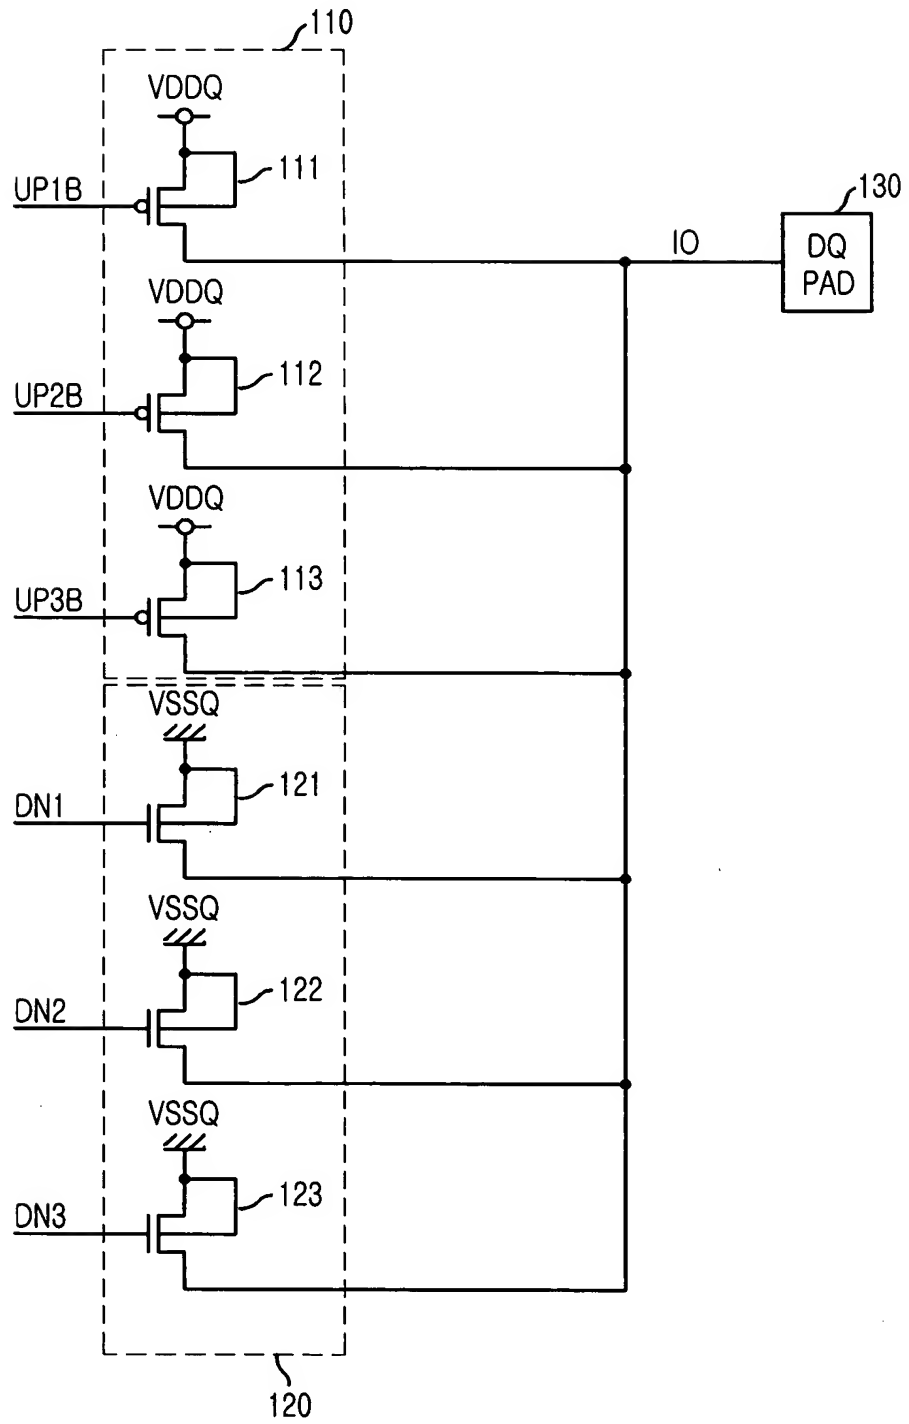 110
VDDQ
111
UP1B
130
IO
DQ
PAD
VDDQ
112
UP2B
VDDQ
113
UP3B
VSSQ
121
DN1
VSSQ
122
DN2
VSSQ
123
DN3
120